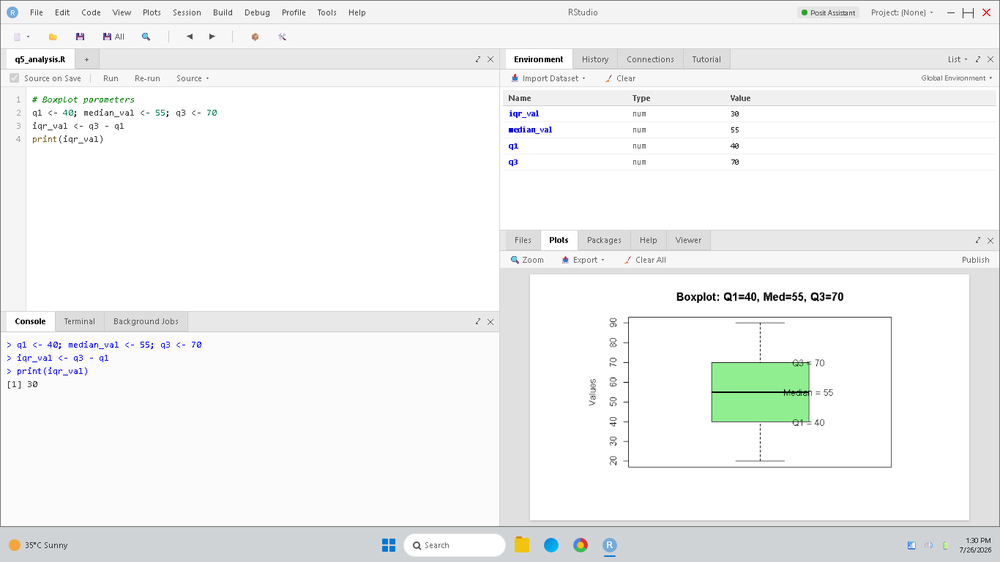 R File Edit Code View Plots Session Build Debug Profile Tools Help RStudio Posit Assistant Project: (None)
All
q5_analysis.R +
Source on Save Run Re-run Source
1 # Boxplot parameters
2 q1 <- 40; median_val <- 55; q3 <- 70
3 iqr_val <- q3 - q1
4 print(iqr_val)
Console Terminal Background Jobs
> q1 <- 40; median_val <- 55; q3 <- 70
> iqr_val <- q3 - q1
> print(iqr_val)
[1] 30
Environment History Connections Tutorial List
Import Dataset Clear Global Environment
Name Type Value
iqr_val num 30
median_val num 55
q1 num 40
q3 num 70
Files Plots Packages Help Viewer
Zoom Export Clear All Publish
Boxplot: Q1=40, Med=55, Q3=70
Values
90
80
70
60
50
40
30
20
Q3 = 70
Median = 55
Q1 = 40
35°C Sunny Search R 1:30 PM
7/26/2026